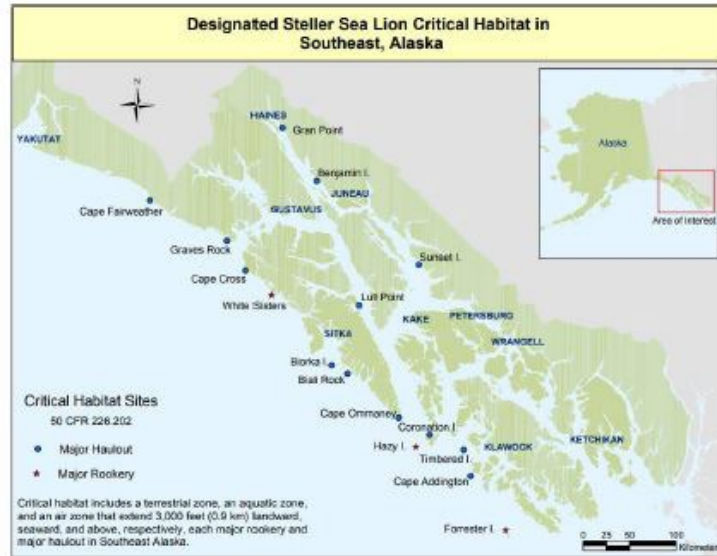 Designated Steller Sea Lion Critical Habitat in
Southeast, Alaska
N
YAKUTAT
HAINES
Gran Point
Benjamin I.
JUNEAU
GUSTAVUS
Cape Fairweather
Graves Rock
Cape Cross
White Sisters
Sunset I.
Lull Point
KAKE
PETERSBURG
WRANGELL
SITKA
Biorka I.
Biali Rock
Cape Ommaney
Coronation I.
Hazy I.
Timbered I.
KLAWOCK
KETCHIKAN
Cape Addington
Forrester I.
Alaska
Area of Interest
Critical Habitat Sites
50 CFR 226.202
Major Haulout
Major Rookery
Critical habitat includes a terrestrial zone, an aquatic zone,
and an air zone that extend 3,000 feet (0.9 km) landward,
seaward, and above, respectively, each major rookery and
major haulout in Southeast Alaska.
0 25 50 100
Kilometers